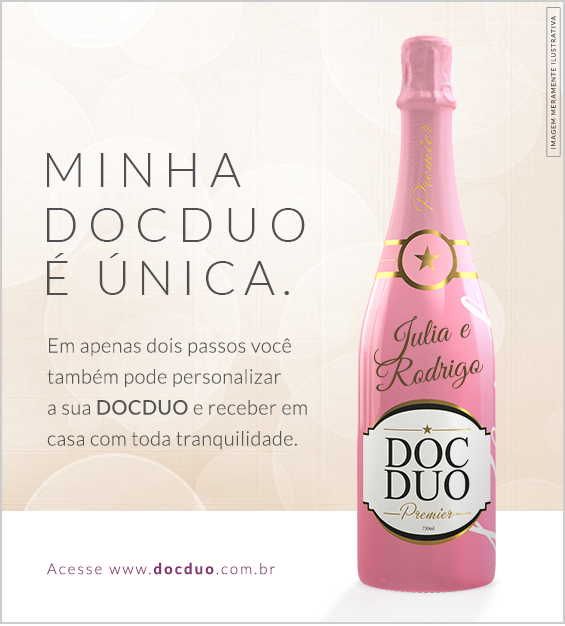 IMAGEM MERAMENTE ILUSTRATIVA
MINHA
DOCDUO
É ÚNICA.
Em apenas dois passos você
também pode personalizar
a sua DOCDUO e receber em
casa com toda tranquilidade.
Acesse www.docduo.com.br
Premier
Julia e
Rodrigo
DOC
DUO
Premier
750ml